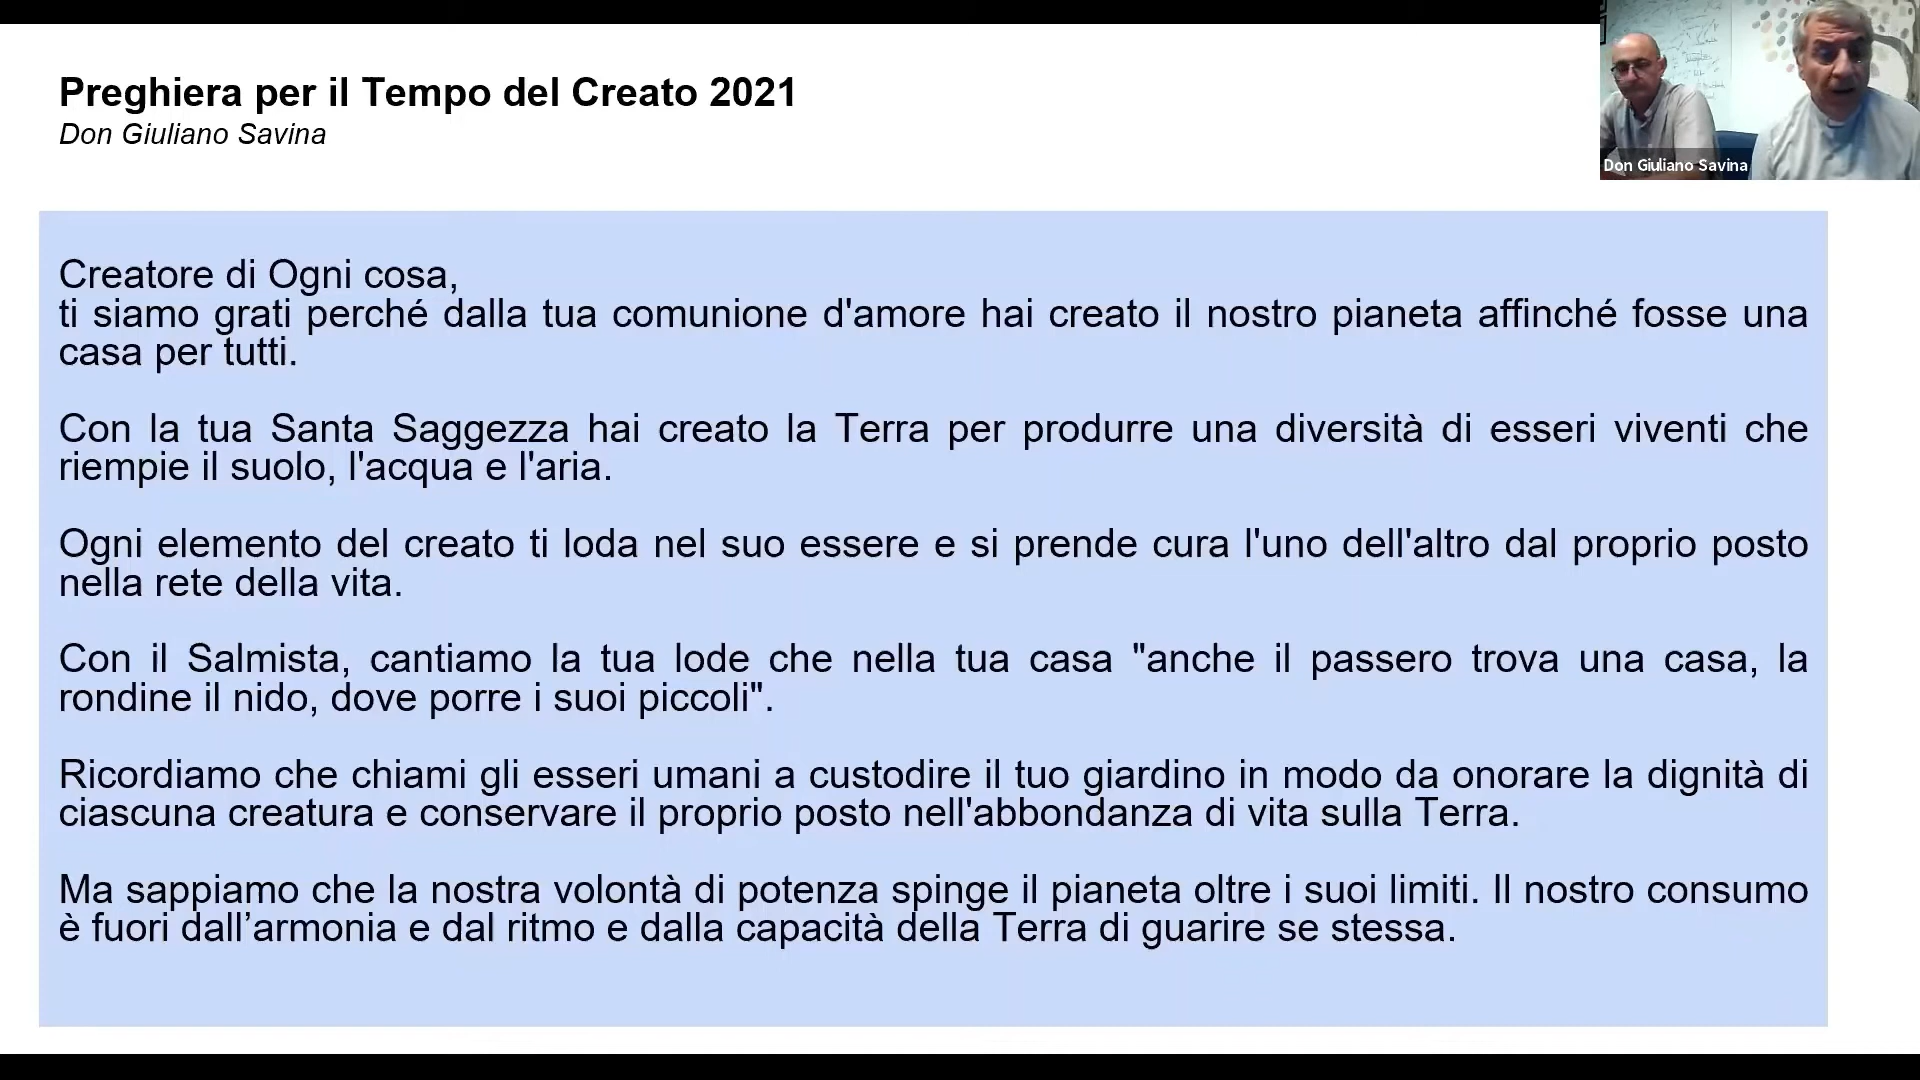 Preghiera per il Tempo del Creato 2021
Don Giuliano Savina
Don Giuliano Savina
Creatore di Ogni cosa,
ti siamo grati perché dalla tua comunione d'amore hai creato il nostro pianeta affinché fosse una
casa per tutti.
Con la tua Santa Saggezza hai creato la Terra per produrre una diversità di esseri viventi che
riempie il suolo, l'acqua e l'aria.
Ogni elemento del creato ti loda nel suo essere e si prende cura l'uno dell'altro dal proprio posto
nella rete della vita.
Con il Salmista, cantiamo la tua lode che nella tua casa "anche il passero trova una casa, la
rondine il nido, dove porre i suoi piccoli".
Ricordiamo che chiami gli esseri umani a custodire il tuo giardino in modo da onorare la dignità di
ciascuna creatura e conservare il proprio posto nell'abbondanza di vita sulla Terra.
Ma sappiamo che la nostra volontà di potenza spinge il pianeta oltre i suoi limiti. Il nostro consumo
è fuori dall’armonia e dal ritmo e dalla capacità della Terra di guarire se stessa.